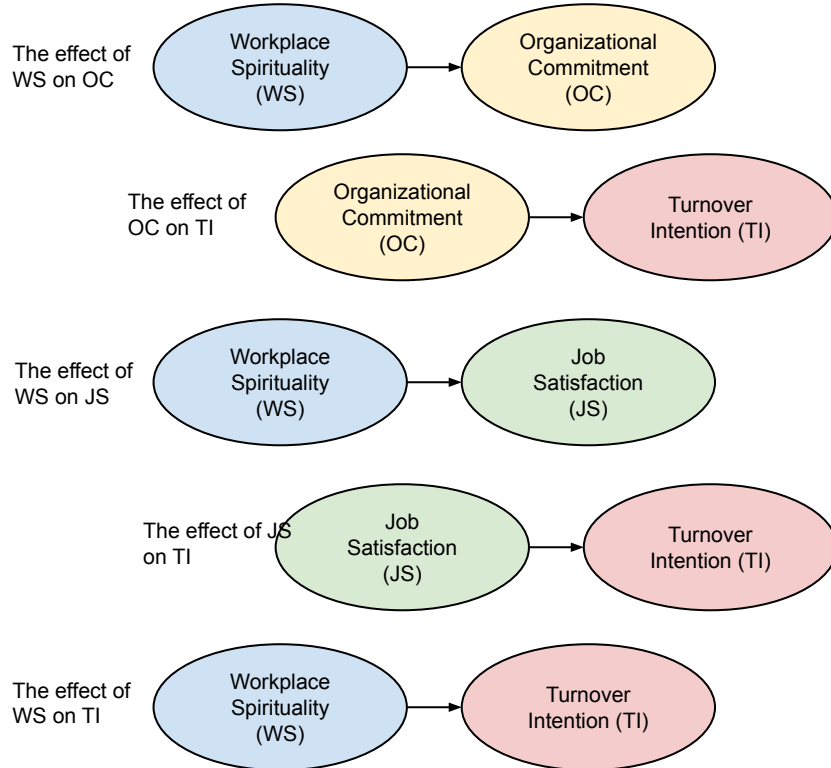 The effect of
WS on OC
Workplace
Spirituality
(WS)
Organizational
Commitment
(OC)
The effect of
OC on TI
Organizational
Commitment
(OC)
Turnover
Intention (TI)
The effect of
WS on JS
Workplace
Spirituality
(WS)
Job
Satisfaction
(JS)
The effect of JS
on TI
Job
Satisfaction
(JS)
Turnover
Intention (TI)
The effect of
WS on TI
Workplace
Spirituality
(WS)
Turnover
Intention (TI)